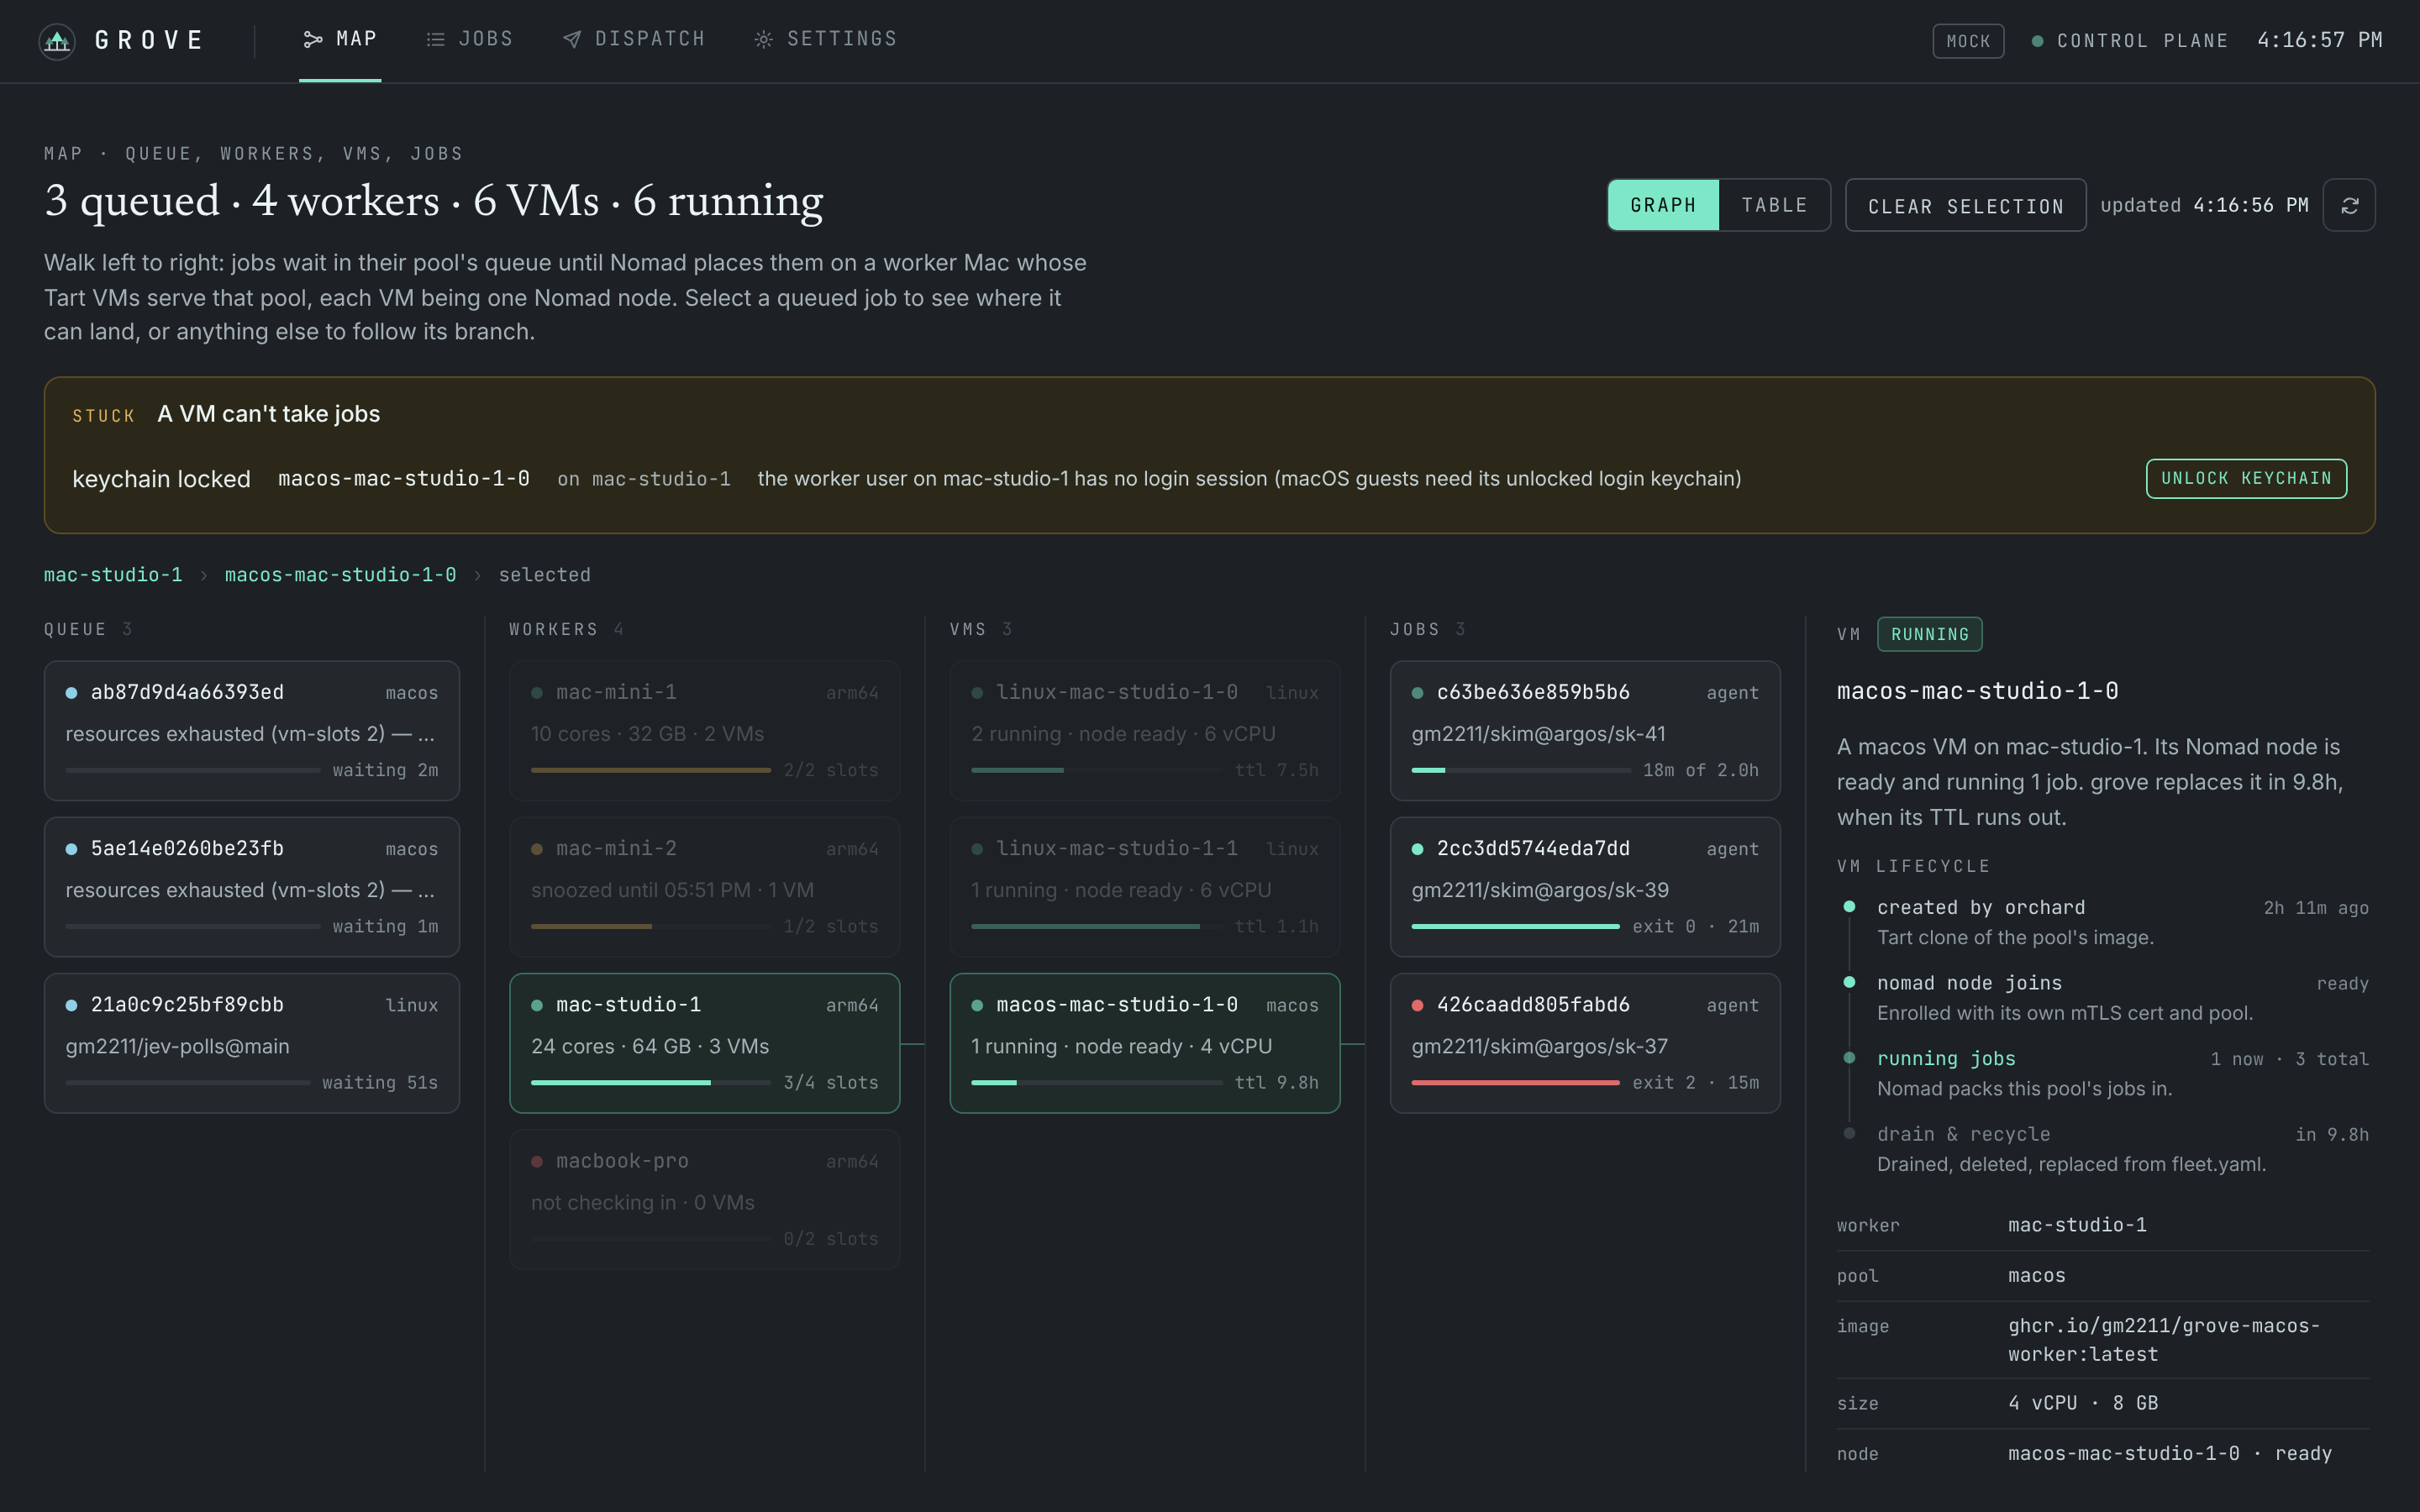 GROVE
MAP
JOBS
DISPATCH
SETTINGS
MOCK
CONTROL PLANE
4:16:57 PM
MAP · QUEUE, WORKERS, VMS, JOBS
3 queued · 4 workers · 6 VMs · 6 running
GRAPH
TABLE
CLEAR SELECTION
updated 4:16:56 PM
Walk left to right: jobs wait in their pool's queue until Nomad places them on a worker Mac whose
Tart VMs serve that pool, each VM being one Nomad node. Select a queued job to see where it
can land, or anything else to follow its branch.
STUCK A VM can't take jobs
keychain locked macos-mac-studio-1-0 on mac-studio-1 the worker user on mac-studio-1 has no login session (macOS guests need its unlocked login keychain)
UNLOCK KEYCHAIN
mac-studio-1 › macos-mac-studio-1-0 › selected
QUEUE 3
ab87d9d4a66393ed macos
resources exhausted (vm-slots 2) — ...
waiting 2m
5ae14e0260be23fb macos
resources exhausted (vm-slots 2) — ...
waiting 1m
21a0c9c25bf89cbb linux
gm2211/jev-polls@main
waiting 51s
WORKERS 4
mac-mini-1 arm64
10 cores · 32 GB · 2 VMs
2/2 slots
mac-mini-2 arm64
snoozed until 05:51 PM · 1 VM
1/2 slots
mac-studio-1 arm64
24 cores · 64 GB · 3 VMs
3/4 slots
macbook-pro arm64
not checking in · 0 VMs
0/2 slots
VMS 3
linux-mac-studio-1-0 linux
2 running · node ready · 6 vCPU
ttl 7.5h
linux-mac-studio-1-1 linux
1 running · node ready · 6 vCPU
ttl 1.1h
macos-mac-studio-1-0 macos
1 running · node ready · 4 vCPU
ttl 9.8h
JOBS 3
c63be636e859b5b6 agent
gm2211/skim@argos/sk-41
18m of 2.0h
2cc3dd5744eda7dd agent
gm2211/skim@argos/sk-39
exit 0 · 21m
426caadd805fabd6 agent
gm2211/skim@argos/sk-37
exit 2 · 15m
VM RUNNING
macos-mac-studio-1-0
A macos VM on mac-studio-1. Its Nomad node is
ready and running 1 job. grove replaces it in 9.8h,
when its TTL runs out.
VM LIFECYCLE
created by orchard 2h 11m ago
Tart clone of the pool's image.
nomad node joins ready
Enrolled with its own mTLS cert and pool.
running jobs 1 now · 3 total
Nomad packs this pool's jobs in.
drain & recycle in 9.8h
Drained, deleted, replaced from fleet.yaml.
worker mac-studio-1
pool macos
image ghcr.io/gm2211/grove-macos-
worker:latest
size 4 vCPU · 8 GB
node macos-mac-studio-1-0 · ready